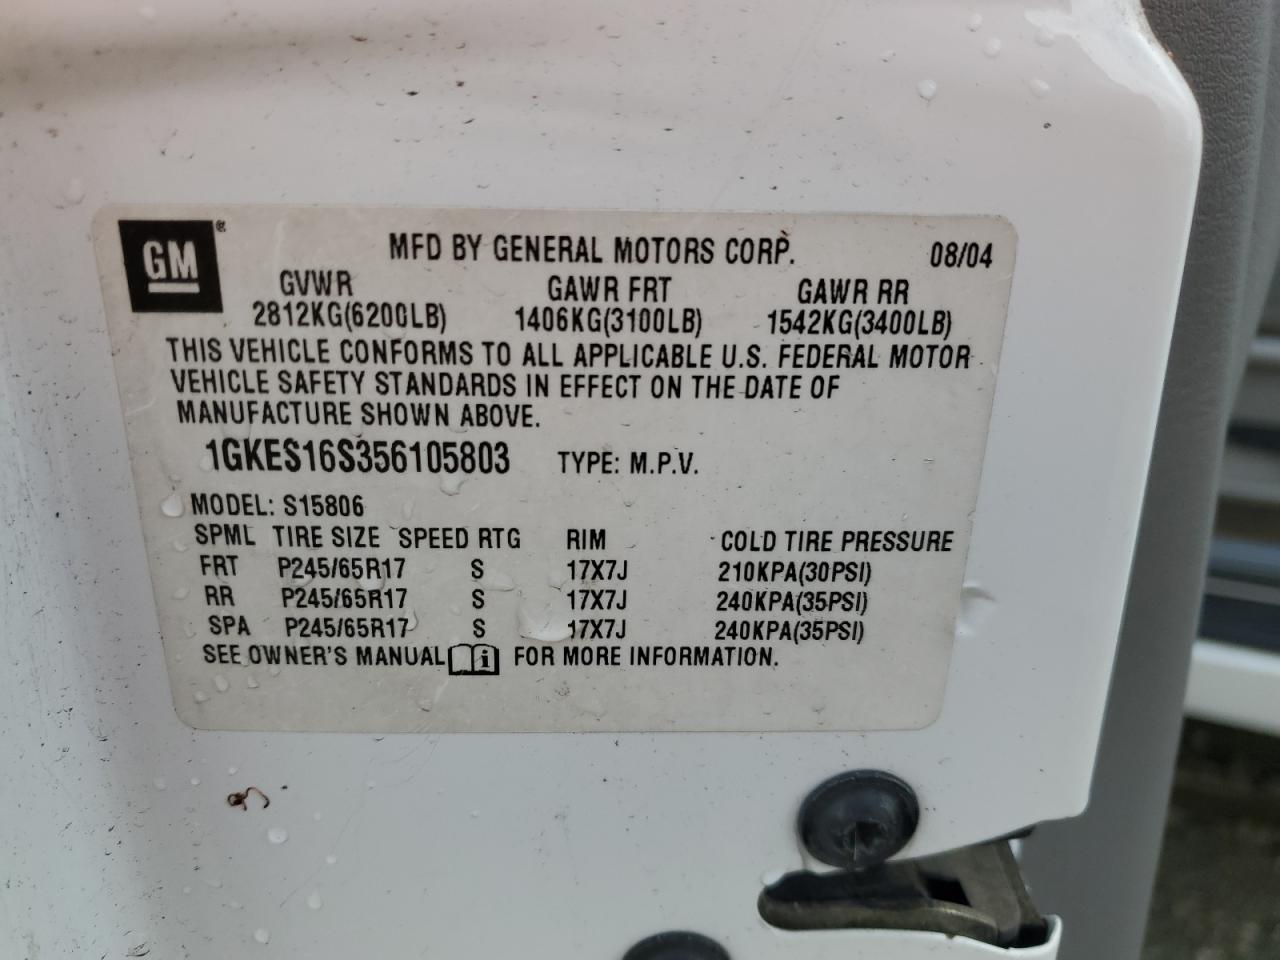 GM®
MFD BY GENERAL MOTORS CORP. 08/04
GVWR GAWR FRT GAWR RR
2812KG(6200LB) 1406KG(3100LB) 1542KG(3400LB)
THIS VEHICLE CONFORMS TO ALL APPLICABLE U.S. FEDERAL MOTOR
VEHICLE SAFETY STANDARDS IN EFFECT ON THE DATE OF
MANUFACTURE SHOWN ABOVE.
1GKES16S356105803 TYPE: M.P.V.
MODEL: S15806
SPML TIRE SIZE SPEED RTG RIM COLD TIRE PRESSURE
FRT P245/65R17 S 17X7J 210KPA(30PSI)
RR P245/65R17 S 17X7J 240KPA(35PSI)
SPA P245/65R17 S 17X7J 240KPA(35PSI)
SEE OWNER'S MANUAL i FOR MORE INFORMATION.